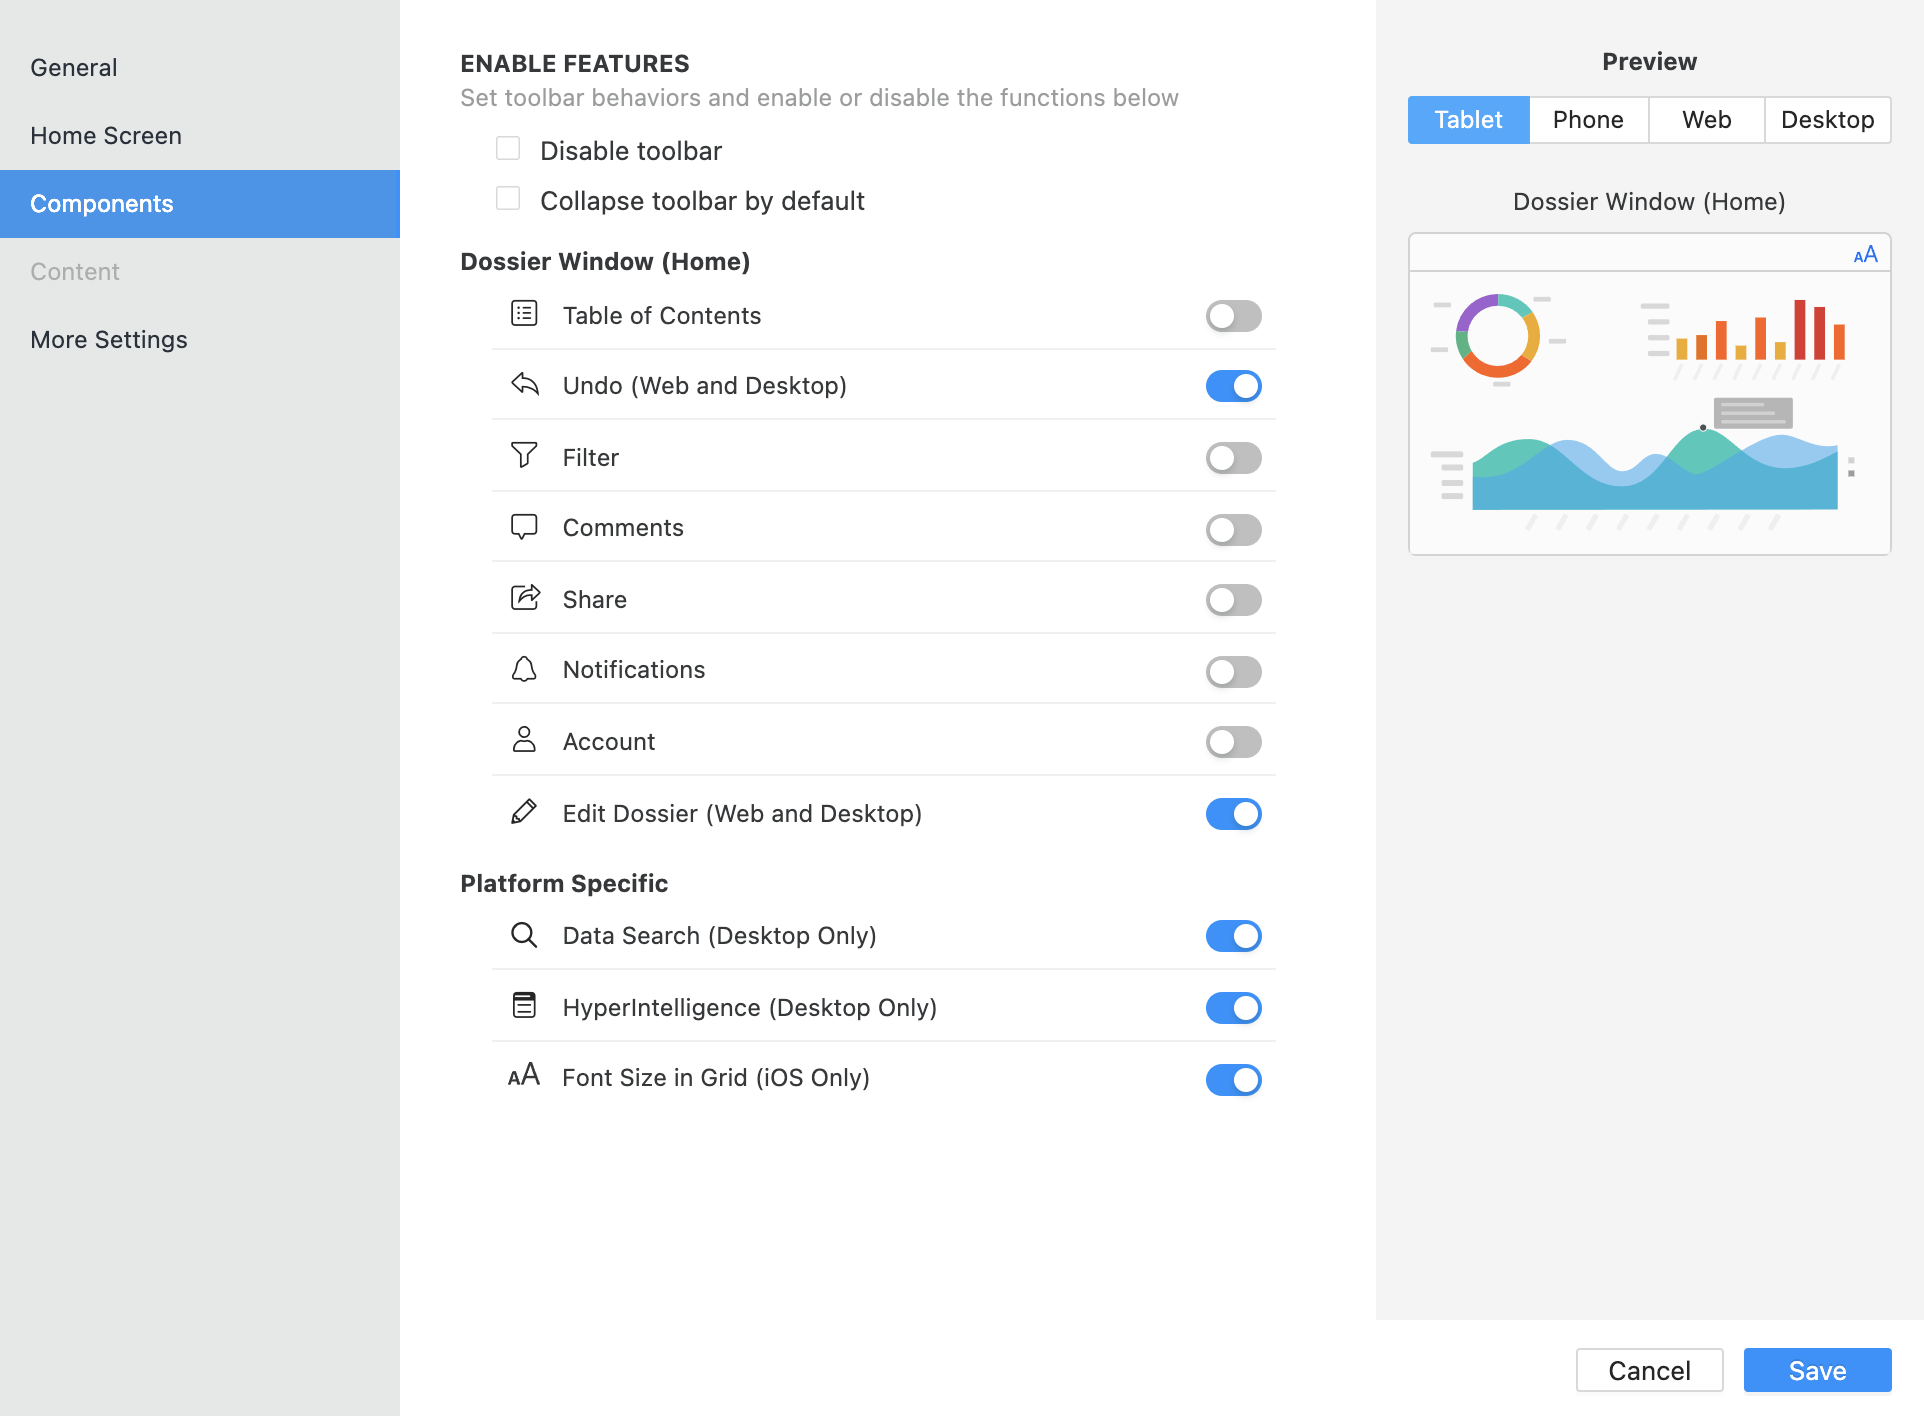 General
Home Screen
Components
Content
More Settings
ENABLE FEATURES
Set toolbar behaviors and enable or disable the functions below
Disable toolbar
Collapse toolbar by default
Dossier Window (Home)
Table of Contents
Undo (Web and Desktop)
Filter
Comments
Share
Notifications
Account
Edit Dossier (Web and Desktop)
Platform Specific
Data Search (Desktop Only)
HyperIntelligence (Desktop Only)
AA Font Size in Grid (iOS Only)
Preview
Tablet Phone Web Desktop
Dossier Window (Home)
AA
Cancel Save